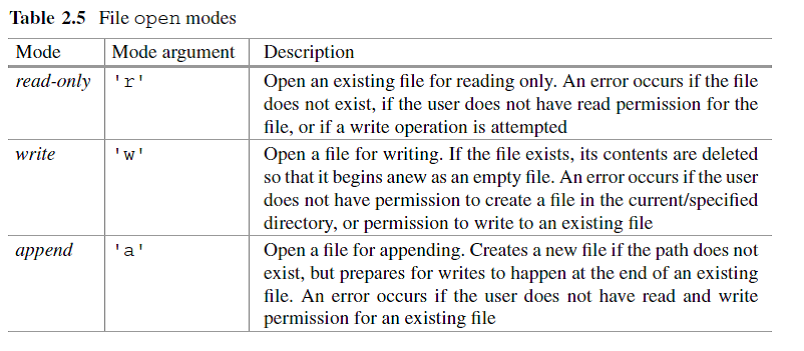 Table 2.5 File open modes
Mode Mode argument Description
read-only 'r' Open an existing file for reading only. An error occurs if the file
does not exist, if the user does not have read permission for the
file, or if a write operation is attempted
write 'w' Open a file for writing. If the file exists, its contents are deleted
so that it begins anew as an empty file. An error occurs if the user
does not have permission to create a file in the current/specified
directory, or permission to write to an existing file
append 'a' Open a file for appending. Creates a new file if the path does not
exist, but prepares for writes to happen at the end of an existing
file. An error occurs if the user does not have read and write
permission for an existing file